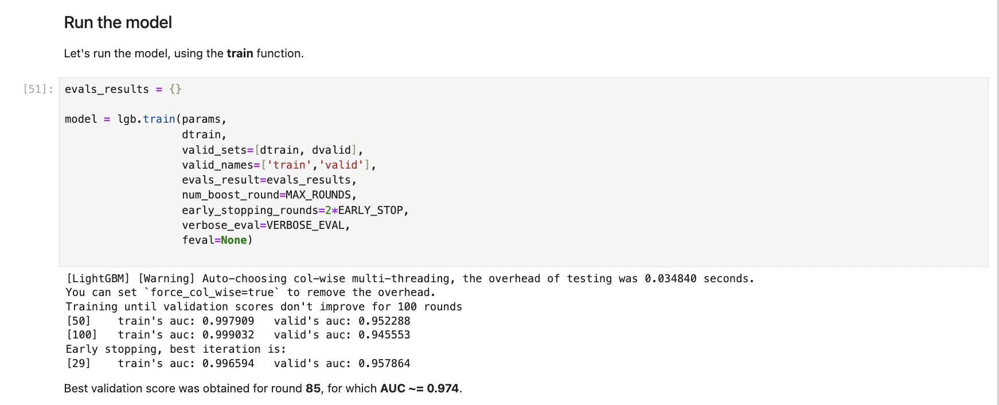 Run the model
Let's run the model, using the train function.
[51]: evals_results = {}
model = lgb.train(params,
dtrain,
valid_sets=[dtrain, dvalid],
valid_names=['train','valid'],
evals_result=evals_results,
num_boost_round=MAX_ROUNDS,
early_stopping_rounds=2*EARLY_STOP,
verbose_eval=VERBOSE_EVAL,
feval=None)
[LightGBM] [Warning] Auto-choosing col-wise multi-threading, the overhead of testing was 0.034840 seconds.
You can set `force_col_wise=true` to remove the overhead.
Training until validation scores don't improve for 100 rounds
[50] train's auc: 0.997909 valid's auc: 0.952288
[100] train's auc: 0.999032 valid's auc: 0.945553
Early stopping, best iteration is:
[29] train's auc: 0.996594 valid's auc: 0.957864
Best validation score was obtained for round 85, for which AUC ~= 0.974.